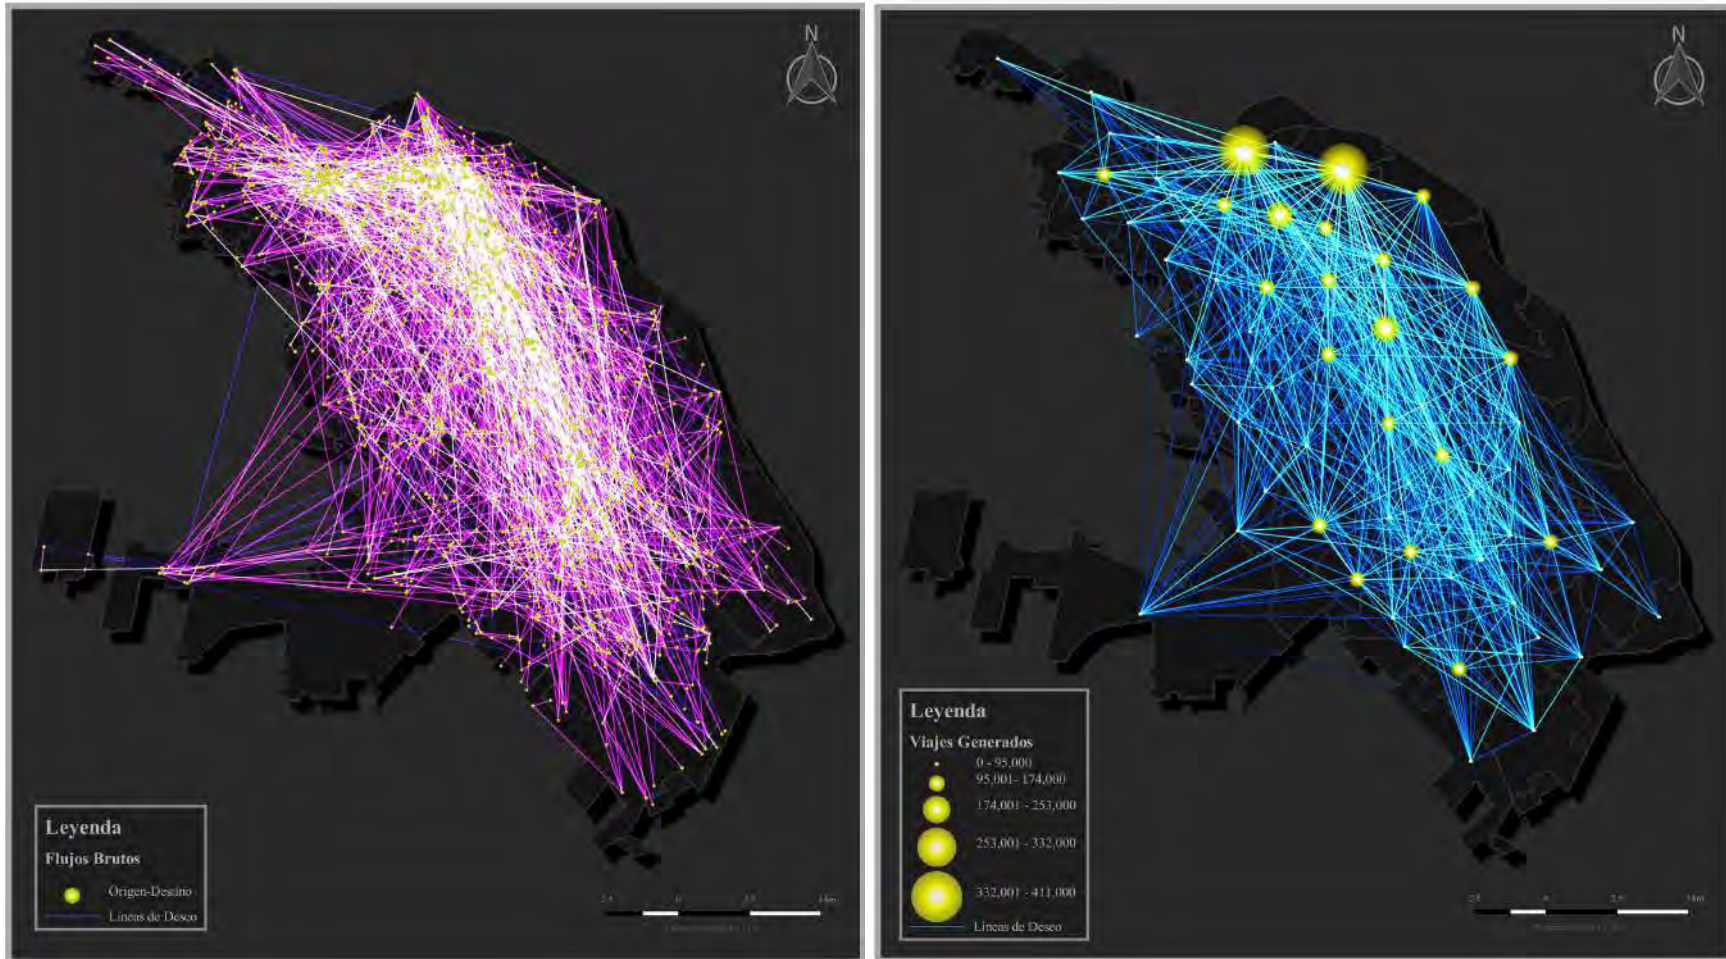 N
Leyenda
Flujos Brutos
Origen-Destino
Lineas de Deseo
N
Leyenda
Viajes Generados
0 - 95,000
95,001- 174,000
174,001 - 253,000
253,001 - 332,000
332,001 - 411,000
Lineas de Deseo